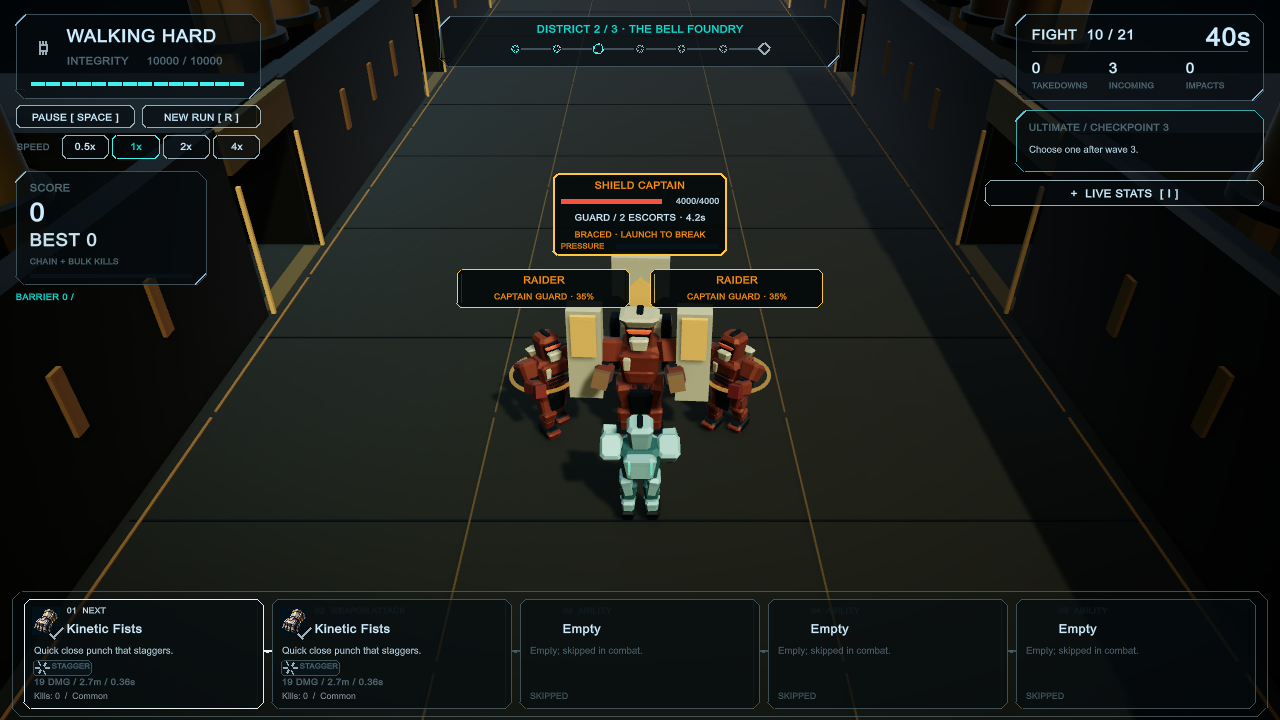 WALKING HARD
INTEGRITY 10000 / 10000
PAUSE [ SPACE ]
NEW RUN [ R ]
SPEED
0.5x
1x
2x
4x
SCORE
0
BEST 0
CHAIN + BULK KILLS
BARRIER 0 /
DISTRICT 2 / 3 · THE BELL FOUNDRY
FIGHT 10 / 21
40s
0
3
0
TAKEDOWNS
INCOMING
IMPACTS
ULTIMATE / CHECKPOINT 3
Choose one after wave 3.
+ LIVE STATS [ I ]
SHIELD CAPTAIN
4000/4000
GUARD / 2 ESCORTS · 4.2s
BRACED · LAUNCH TO BREAK
PRESSURE
RAIDER
CAPTAIN GUARD · 35%
RAIDER
CAPTAIN GUARD · 35%
01 NEXT
Kinetic Fists
Quick close punch that staggers.
STAGGER
19 DMG / 2.7m / 0.36s
Kills: 0 / Common
02 WEAPON ATTACK
Kinetic Fists
Quick close punch that staggers.
STAGGER
19 DMG / 2.7m / 0.36s
Kills: 0 / Common
ABILITY
Empty
Empty; skipped in combat.
SKIPPED
ABILITY
Empty
Empty; skipped in combat.
SKIPPED
ABILITY
Empty
Empty; skipped in combat.
SKIPPED